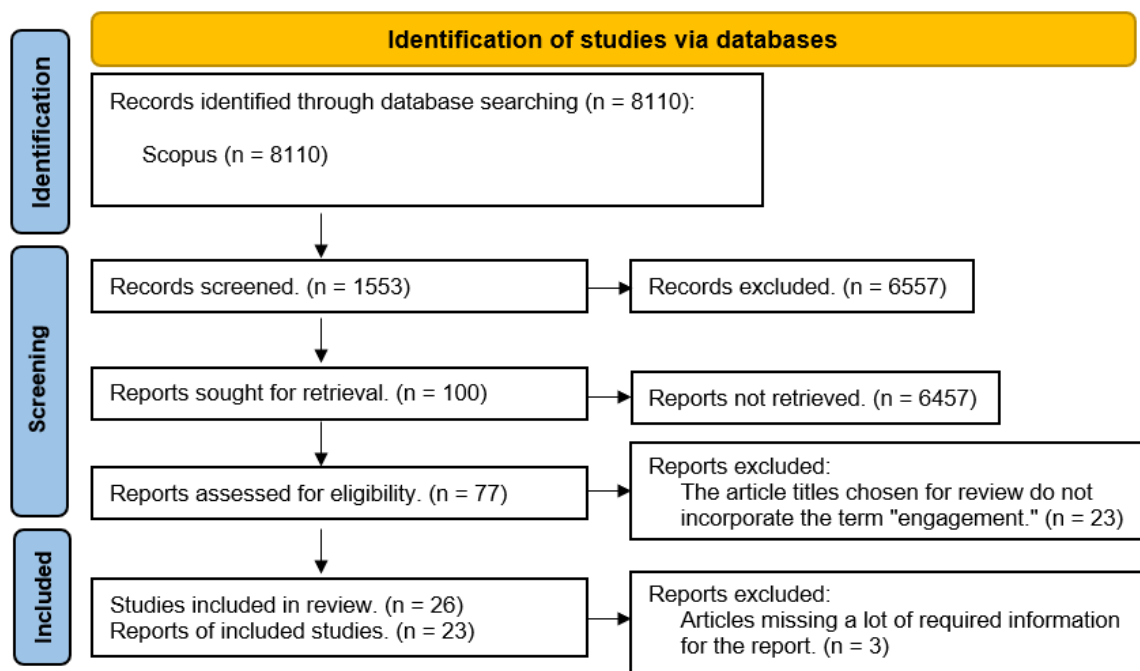 Identification of studies via databases
Identification
Records identified through database searching (n = 8110):
Scopus (n = 8110)
Screening
Records screened. (n = 1553)
Records excluded. (n = 6557)
Reports sought for retrieval. (n = 100)
Reports not retrieved. (n = 6457)
Reports assessed for eligibility. (n = 77)
Reports excluded:
The article titles chosen for review do not
incorporate the term "engagement." (n = 23)
Included
Studies included in review. (n = 26)
Reports of included studies. (n = 23)
Reports excluded:
Articles missing a lot of required information
for the report. (n = 3)